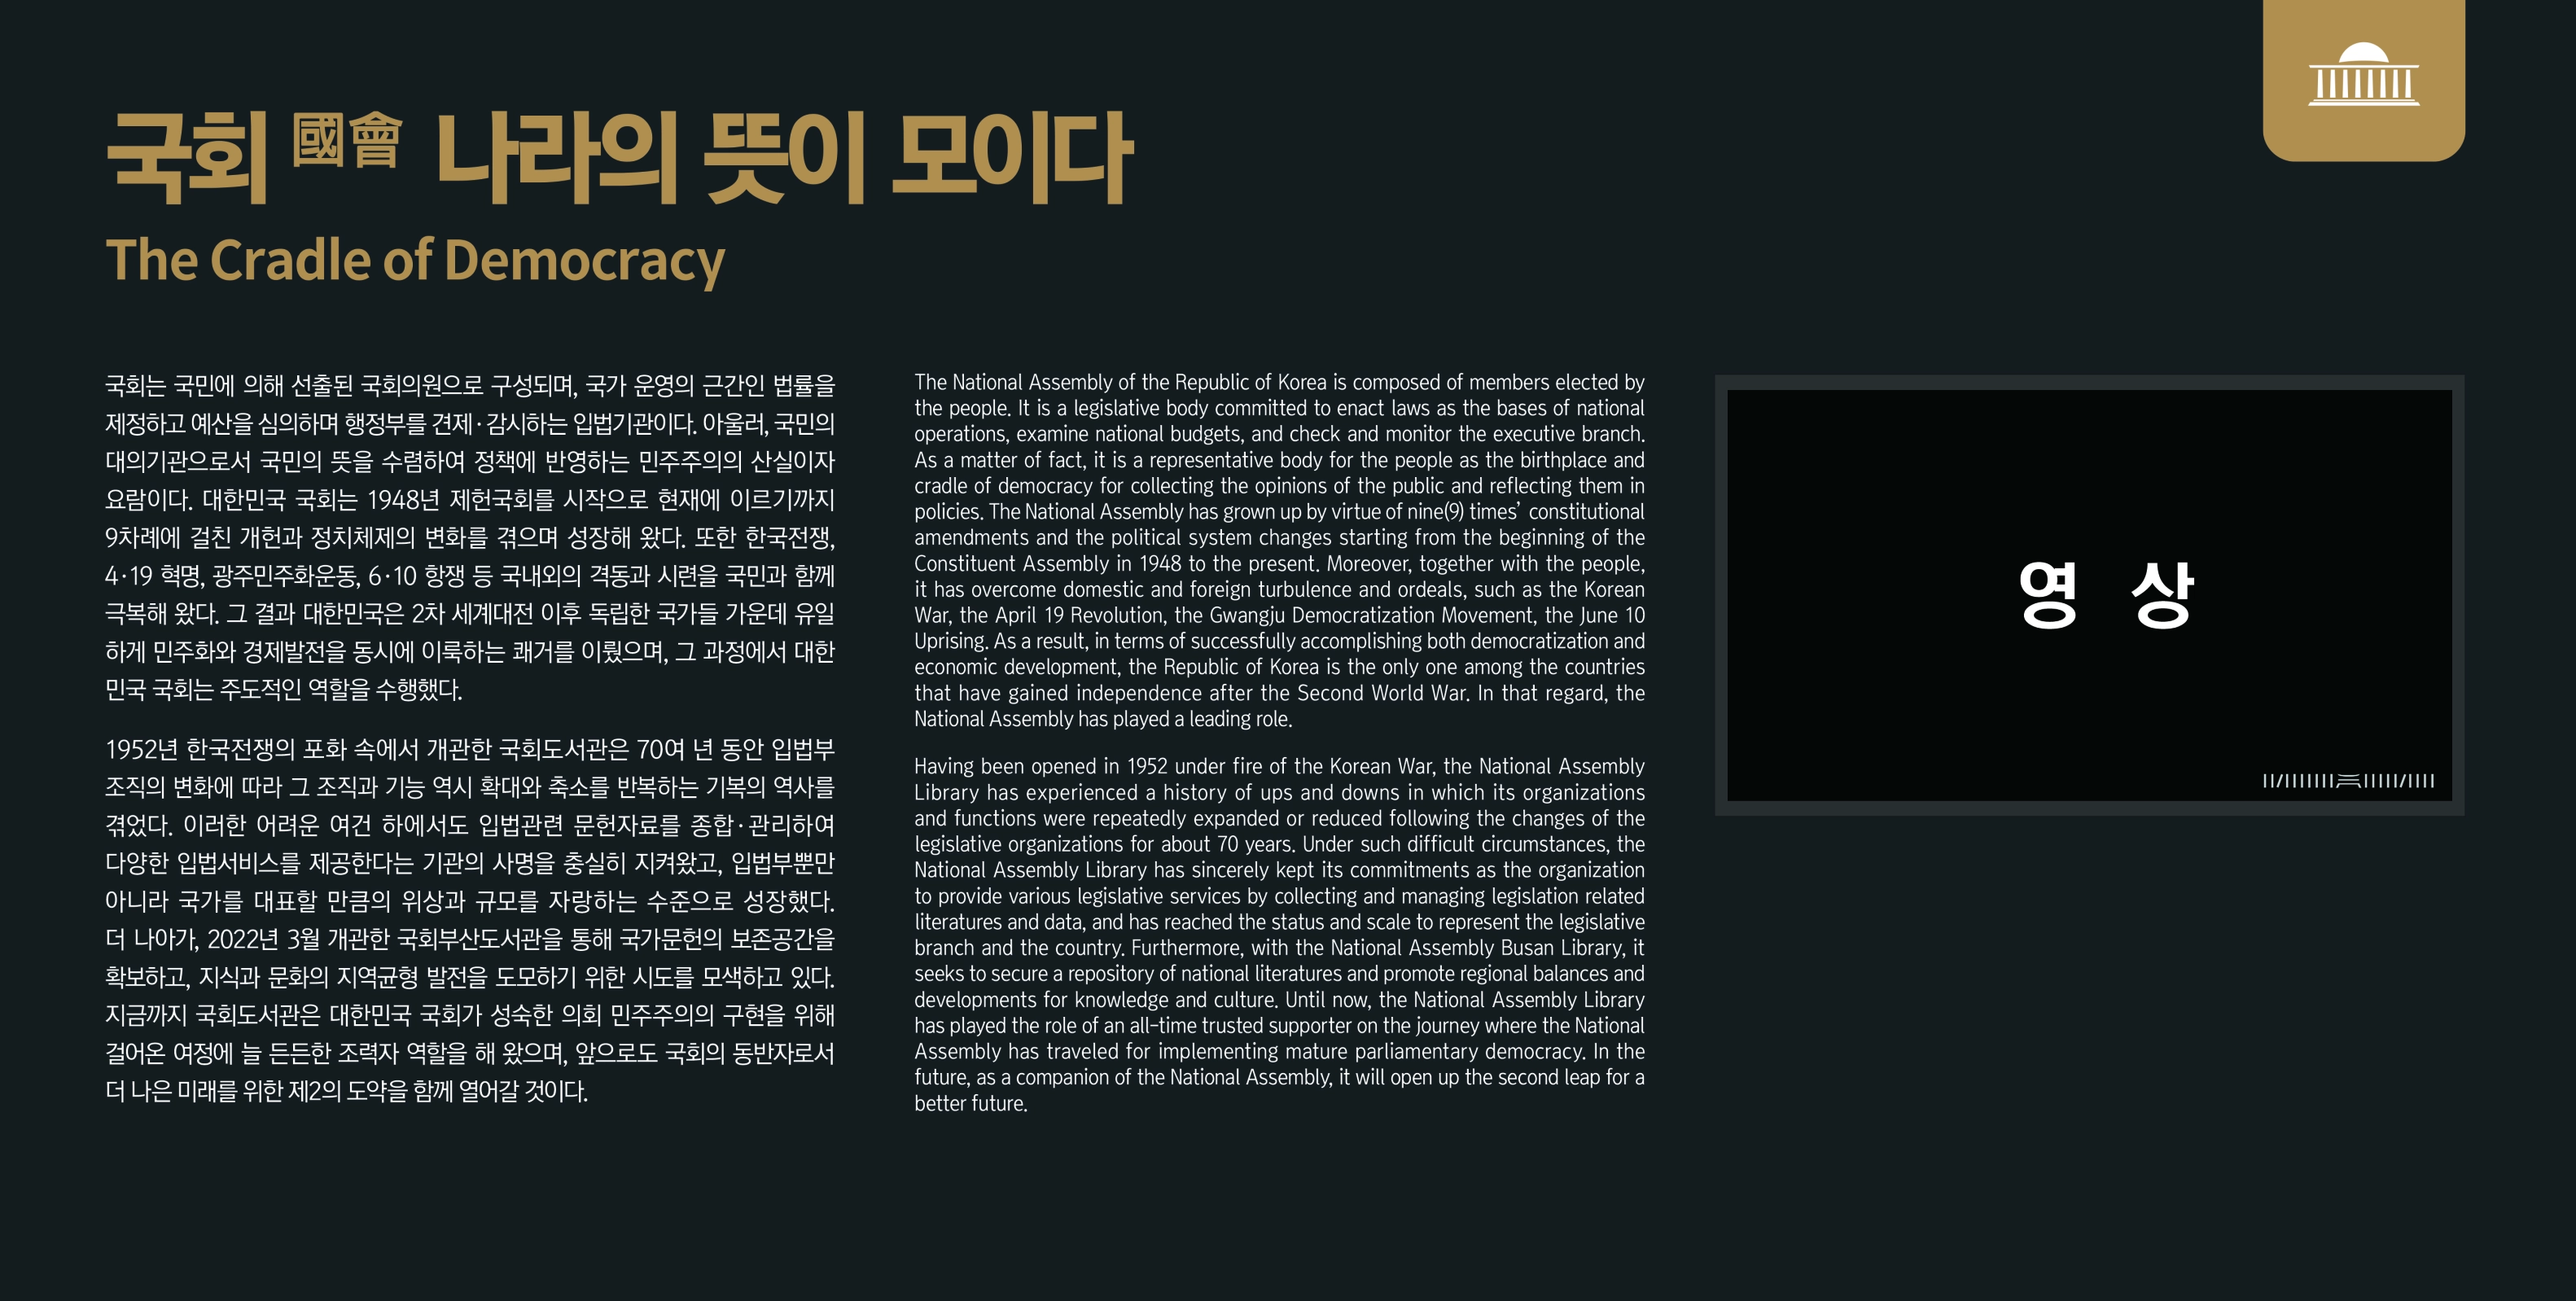 국회 國會 나라의 뜻이 모이다
The Cradle of Democracy
국회는 국민에 의해 선출된 국회의원으로 구성되며, 국가 운영의 근간인 법률을
제정하고 예산을 심의하며 행정부를 견제·감시하는 입법기관이다. 아울러, 국민의
대의기관으로서 국민의 뜻을 수렴하여 정책에 반영하는 민주주의의 산실이자
요람이다. 대한민국 국회는 1948년 제헌국회를 시작으로 현재에 이르기까지
9차례에 걸친 개헌과 정치체제의 변화를 겪으며 성장해 왔다. 또한 한국전쟁,
4·19 혁명, 광주민주화운동, 6·10 항쟁 등 국내외의 격동과 시련을 국민과 함께
극복해 왔다. 그 결과 대한민국은 2차 세계대전 이후 독립한 국가들 가운데 유일
하게 민주화와 경제발전을 동시에 이룩하는 쾌거를 이뤘으며, 그 과정에서 대한
민국 국회는 주도적인 역할을 수행했다.
1952년 한국전쟁의 포화 속에서 개관한 국회도서관은 70여 년 동안 입법부
조직의 변화에 따라 그 조직과 기능 역시 확대와 축소를 반복하는 기복의 역사를
겪었다. 이러한 어려운 여건 하에서도 입법관련 문헌자료를 종합·관리하여
다양한 입법서비스를 제공한다는 기관의 사명을 충실히 지켜왔고, 입법부뿐만
아니라 국가를 대표할 만큼의 위상과 규모를 자랑하는 수준으로 성장했다.
더 나아가, 2022년 3월 개관한 국회부산도서관을 통해 국가문헌의 보존공간을
확보하고, 지식과 문화의 지역균형 발전을 도모하기 위한 시도를 모색하고 있다.
지금까지 국회도서관은 대한민국 국회가 성숙한 의회 민주주의의 구현을 위해
걸어온 여정에 늘 든든한 조력자 역할을 해 왔으며, 앞으로도 국회의 동반자로서
더 나은 미래를 위한 제2의 도약을 함께 열어갈 것이다.
The National Assembly of the Republic of Korea is composed of members elected by
the people. It is a legislative body committed to enact laws as the bases of national
operations, examine national budgets, and check and monitor the executive branch.
As a matter of fact, it is a representative body for the people as the birthplace and
cradle of democracy for collecting the opinions of the public and reflecting them in
policies. The National Assembly has grown up by virtue of nine(9) times’ constitutional
amendments and the political system changes starting from the beginning of the
Constituent Assembly in 1948 to the present. Moreover, together with the people,
it has overcome domestic and foreign turbulence and ordeals, such as the Korean
War, the April 19 Revolution, the Gwangju Democratization Movement, the June 10
Uprising. As a result, in terms of successfully accomplishing both democratization and
economic development, the Republic of Korea is the only one among the countries
that have gained independence after the Second World War. In that regard, the
National Assembly has played a leading role.
Having been opened in 1952 under fire of the Korean War, the National Assembly
Library has experienced a history of ups and downs in which its organizations
and functions were repeatedly expanded or reduced following the changes of the
legislative organizations for about 70 years. Under such difficult circumstances, the
National Assembly Library has sincerely kept its commitments as the organization
to provide various legislative services by collecting and managing legislation related
literatures and data, and has reached the status and scale to represent the legislative
branch and the country. Furthermore, with the National Assembly Busan Library, it
seeks to secure a repository of national literatures and promote regional balances and
developments for knowledge and culture. Until now, the National Assembly Library
has played the role of an all-time trusted supporter on the journey where the National
Assembly has traveled for implementing mature parliamentary democracy. In the
future, as a companion of the National Assembly, it will open up the second leap for a
better future.
영 상